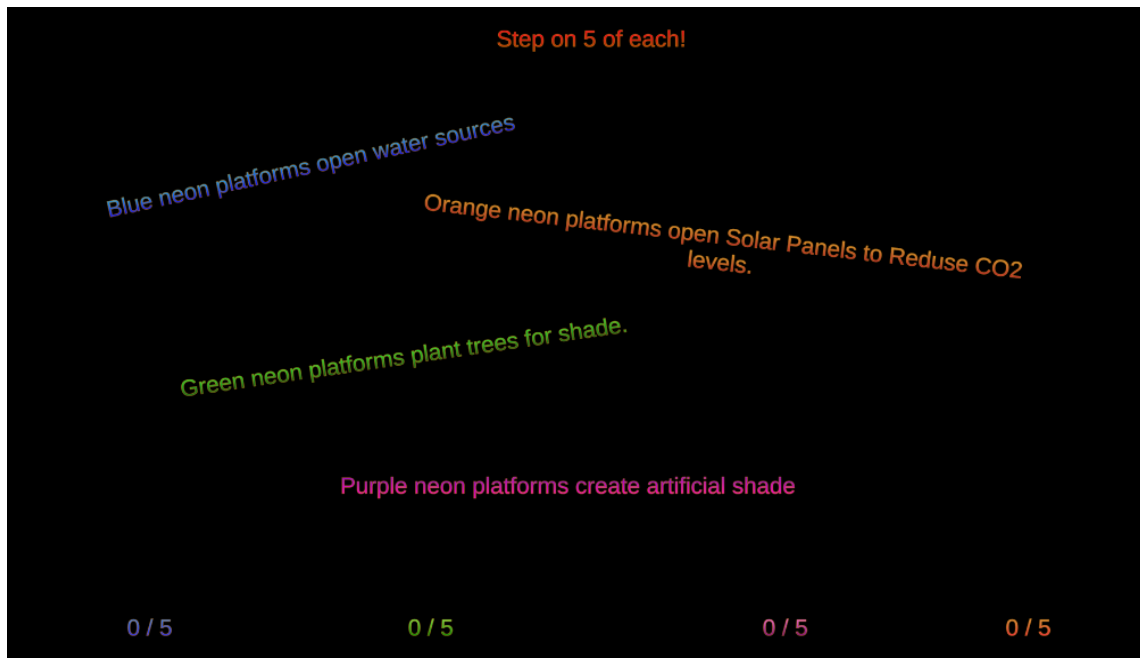 Step on 5 of each!
Blue neon platforms open water sources
Orange neon platforms open Solar Panels to Reduse CO2
levels.
Green neon platforms plant trees for shade.
Purple neon platforms create artificial shade
0 / 5
0 / 5
0 / 5
0 / 5